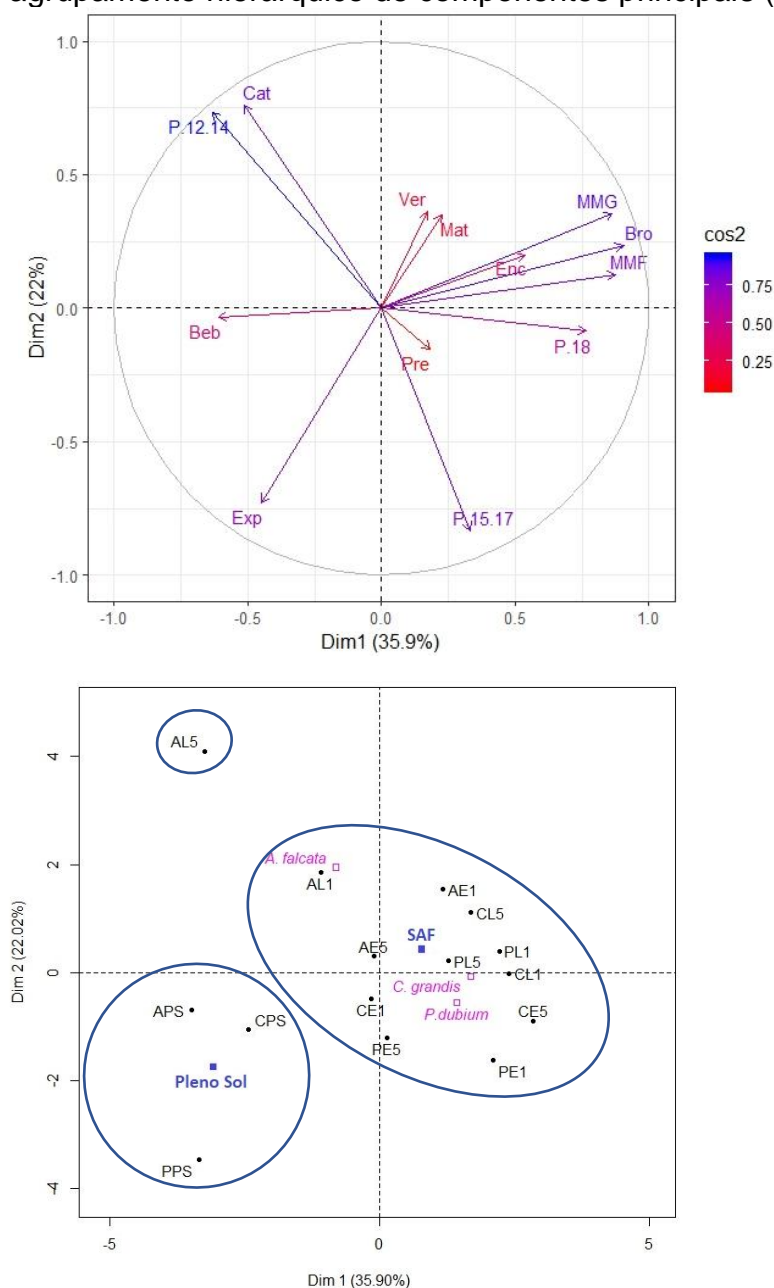 agrupamento hierárquico de componentes principais (
1.0
Cat
P.12.14
0.5
Ver
Mat
MMG
Bro
cos2
Enc
MMF
0.75
0.50
0.25
Dim2 (22%)
0.0
Beb
Pre
P.18
-0.5
Exp
P.15.17
-1.0
-1.0
-0.5
0.0
0.5
1.0
Dim1 (35.9%)
AL5
4
A. falcata
2
AL1
AE1
CL5
SAF
AE5
PL5
PL1
CL1
0
C. grandis
CE1
P.dubium
CE5
APS
CPS
PE5
PE1
Pleno Sol
-2
PPS
-4
Dim 2 (22.02%)
-5
0
5
Dim 1 (35.90%)